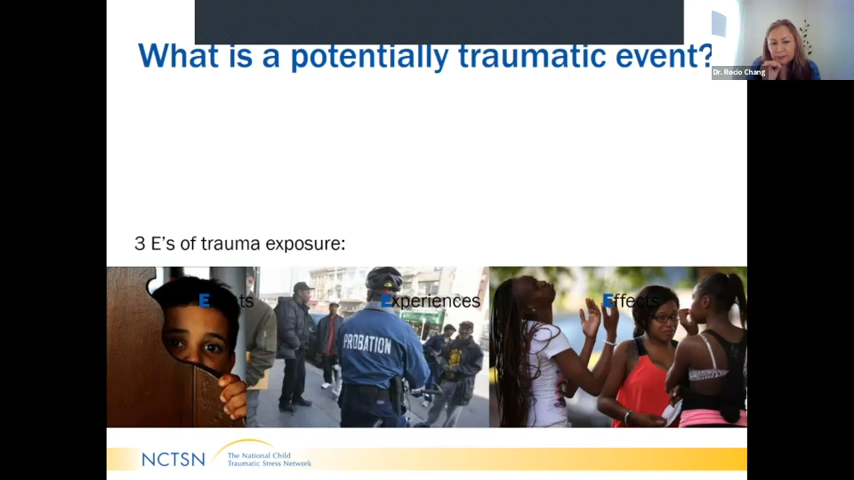 What is a potentially traumatic event?
Dr. Rocio Chang
3 E's of trauma exposure:
Experiences
Effects
PROBATION
NCTSN
The National Child
Traumatic Stress Network